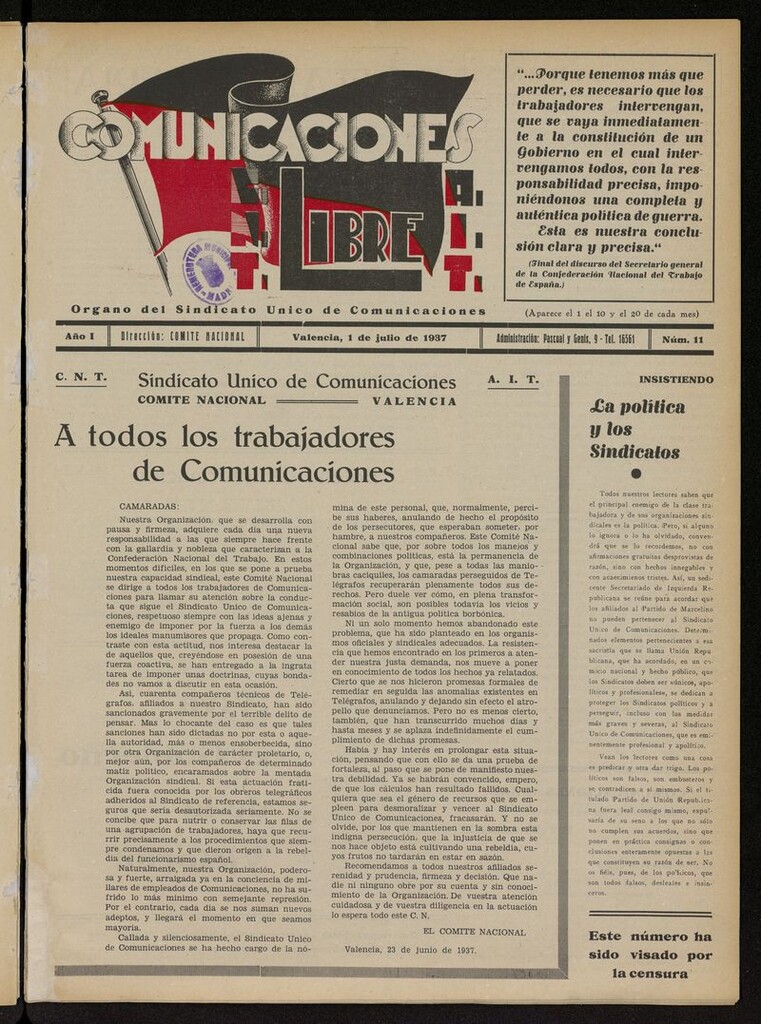 COMUNICACIONES
LIBRE
C. N. T.
A. I. T.
HEMEROTECA MUNICIPAL
MADRID
"...Porque tenemos más que
perder, es necesario que los
trabajadores intervengan,
que se vaya inmediatamen-
te a la constitución de un
Gobierno en el cual inter-
vengamos todos, con la res-
ponsabilidad precisa, impo-
niéndonos una completa y
auténtica política de guerra.
Esta es nuestra conclu-
sión clara y precisa."
(Final del discurso del Secretario general
de la Confederación Nacional del Trabajo
de España.)
Organo del Sindicato Unico de Comunicaciones
(Aparece el 1 el 10 y el 20 de cada mes)
Año I
Dirección: COMITE NACIONAL
Valencia, 1 de julio de 1937
Administración: Pascual y Genís, 9 - Tel. 16561
Núm. 11
C. N. T. Sindicato Unico de Comunicaciones A. I. T.
COMITE NACIONAL VALENCIA
A todos los trabajadores
de Comunicaciones
CAMARADAS:
Nuestra Organización, que se desarrolla con
pausa y firmeza, adquiere cada día una nueva
responsabilidad a las que siempre hace frente
con la gallardía y nobleza que caracterizan a la
Confederación Nacional del Trabajo. En estos
momentos difíciles, en los que se pone a prueba
nuestra capacidad sindical, este Comité Nacional
se dirige a todos los trabajadores de Comunica-
ciones para llamar su atención sobre la conduc-
ta que sigue el Sindicato Unico de Comunica-
ciones, respetuoso siempre con las ideas ajenas y
enemigo de imponer por la fuerza a los demás
los ideales manumisores que propaga. Como con-
traste con esta actitud, nos interesa destacar la
de aquellos que, creyéndose en posesión de una
fuerza coactiva, se han entregado a la ingrata
tarea de imponer unas doctrinas, cuyas bonda-
des no vamos a discutir en esta ocasión.
Así, cuarenta compañeros técnicos de Telé-
grafos, afiliados a nuestro Sindicato, han sido
sancionados gravemente por el terrible delito de
pensar. Mas lo chocante del caso es que tales
sanciones han sido dictadas no por esta o aque-
lla autoridad, más o menos ensoberbecida, sino
por otra Organización de carácter proletario, o,
mejor aún, por los compañeros de determinado
matiz político, encaramados sobre la mentada
Organización sindical. Si esta actuación frati-
cida fuera conocida por los obreros telegráficos
adheridos al Sindicato de referencia, estamos se-
guros que sería desautorizada seriamente. No se
concibe que para nutrir o conservar las filas de
una agrupación de trabajadores, haya que recu-
rrir precisamente a los procedimientos que siem-
pre condenamos y que dieron origen a la rebel-
día del funcionarismo español.
Naturalmente, nuestra Organización, podero-
sa y fuerte, arraigada ya en la conciencia de mi-
llares de empleados de Comunicaciones, no ha su-
frido lo más mínimo con semejante represión.
Por el contrario, cada día se nos suman nuevos
adeptos, y llegará el momento en que seamos
mayoría.
Callada y silenciosamente, el Sindicato Unico
de Comunicaciones se ha hecho cargo de la nó-
mina de este personal, que, normalmente, perci-
be sus haberes, anulando de hecho el propósito
de los persecutores, que esperaban someter, por
hambre, a nuestros compañeros. Este Comité Na-
cional sabe que, por sobre todos los manejos y
combinaciones políticas, está la permanencia de
la Organización, y que, pese a todas las manio-
bras caciquiles, los camaradas perseguidos de Te-
légrafos recuperarán plenamente todos sus de-
rechos. Pero duele ver cómo, en plena transfor-
mación social, son posibles todavía los vicios y
resabios de la antigua política borbónica.
Ni un solo momento hemos abandonado este
problema, que ha sido planteado en los organis-
mos oficiales y sindicales adecuados. La resisten-
cia que hemos encontrado en los primeros a aten-
der nuestra justa demanda, nos mueve a poner
en conocimiento de todos los hechos ya relatados.
Cierto que se nos hicieron promesas formales de
remediar en seguida las anomalías existentes en
Telégrafos, anulando y dejando sin efecto el atro-
pello que denunciamos. Pero no es menos cierto,
también, que han transcurrido muchos días y
hasta meses y se aplaza indefinidamente el cum-
plimiento de dichas promesas.
Había y hay interés en prolongar esta situa-
ción, pensando que con ello se da una prueba de
fortaleza, al paso que se pone de manifiesto nues-
tra debilidad. Ya se habrán convencido, empero,
de que los cálculos han resultado fallidos. Cual-
quiera que sea el género de recursos que se em-
pleen para desmoralizar y vencer al Sindicato
Unico de Comunicaciones, fracasarán. Y no se
olvide, por los que mantienen en la sombra esta
indigna persecución, que la injusticia de que se
nos hace objeto está cultivando una rebeldía, cu-
yos frutos no tardarán en estar en sazón.
Recomendamos a todos nuestros afiliados sere-
nidad y prudencia, firmeza y decisión. Que na-
die ni ninguno obre por su cuenta y sin conoci-
miento de la Organización. De vuestra atención
cuidadosa y de vuestra diligencia en la actuación
lo espera todo este C. N.
EL COMITE NACIONAL
Valencia, 23 de junio de 1937.
INSISTIENDO
La política
y los
Sindicatos
Todos nuestros lectores saben que
el principal enemigo de la clase tra-
bajadora y de sus organizaciones sin-
dicales es la política. Pero, si alguno
lo ignora o lo ha olvidado, conven-
drá que se lo recordemos, no con
afirmaciones gratuitas desprovistas de
razón, sino con hechos innegables y
con acaecimientos tristes. Así, un sedi-
cente Secretariado de Izquierda Re-
publicana se reúne para acordar que
los afiliados al Partido de Marcelino
no pueden pertenecer al Sindicato
Unico de Comunicaciones. Determi-
nados elementos pertenecientes a esa
sacristía que se llama Unión Repu-
blicana, que ha acordado, en un co-
micio nacional y hecho público, que
los Sindicatos deben ser únicos, apo-
líticos y profesionales, se dedican a
proteger los Sindicatos políticos y a
perseguir, incluso con las medidas
más graves y severas, al Sindicato
Unico de Comunicaciones, que es emi-
nentemente profesional y apolítico.
Vean los lectores como una cosa
es predicar y otra dar trigo. Los po-
líticos son falsos, son embusteros y
se contradicen a sí mismos. Si el ti-
tulado Partido de Unión Republica-
na fuera leal consigo mismo, expul-
saría de su seno a los que no sólo
no cumplen sus acuerdos, sino que
ponen en práctica consignas o con-
clusiones enteramente opuestas a las
que constituyen su razón de ser. No
os fiéis, pues, de los políticos, que
son todos falsos, desleales e insin-
ceros.
Este número ha
sido visado por
la censura